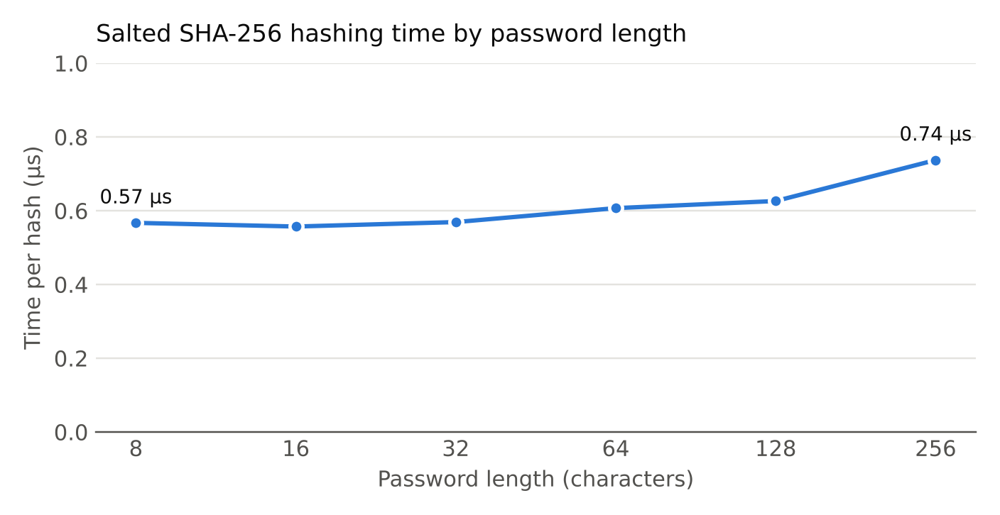 Salted SHA-256 hashing time by password length
1.0
0.8
0.6
0.4
0.2
0.0
Time per hash (µs)
0.57 µs
0.74 µs
8 16 32 64 128 256
Password length (characters)